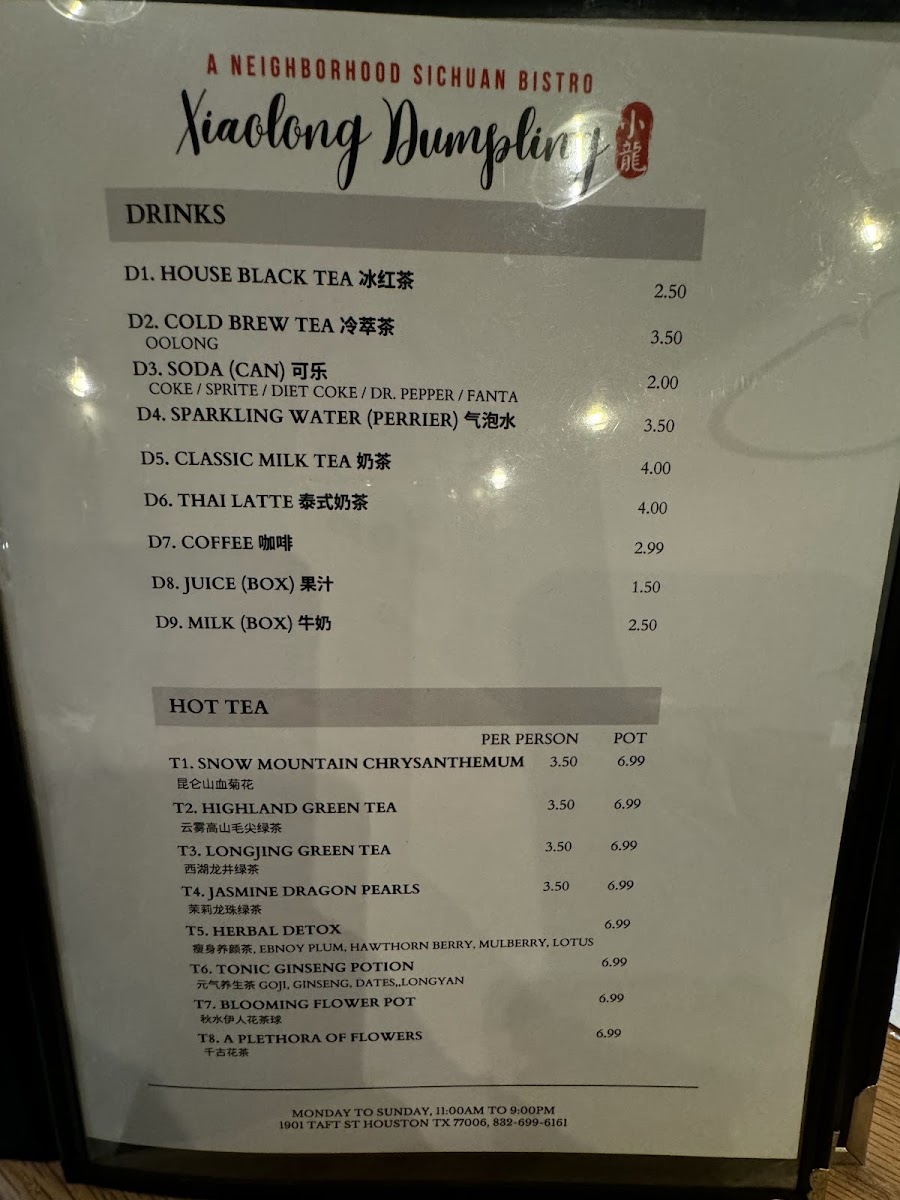 A NEIGHBORHOOD SICHUAN BISTRO
Xiaolong Dumpling 小龍
DRINKS
D1. HOUSE BLACK TEA 冰红茶 2.50
D2. COLD BREW TEA 冷萃茶 3.50
OOLONG
D3. SODA (CAN) 可乐 2.00
COKE / SPRITE / DIET COKE / DR. PEPPER / FANTA
D4. SPARKLING WATER (PERRIER) 气泡水 3.50
D5. CLASSIC MILK TEA 奶茶 4.00
D6. THAI LATTE 泰式奶茶 4.00
D7. COFFEE 咖啡 2.99
D8. JUICE (BOX) 果汁 1.50
D9. MILK (BOX) 牛奶 2.50
HOT TEA
PER PERSON POT
T1. SNOW MOUNTAIN CHRYSANTHEMUM 3.50 6.99
昆仑山血菊花
T2. HIGHLAND GREEN TEA 3.50 6.99
云雾高山毛尖绿茶
T3. LONGJING GREEN TEA 3.50 6.99
西湖龙井绿茶
T4. JASMINE DRAGON PEARLS 3.50 6.99
茉莉龙珠绿茶
T5. HERBAL DETOX 6.99
瘦身养颜茶, EBNOY PLUM, HAWTHORN BERRY, MULBERRY, LOTUS
T6. TONIC GINSENG POTION 6.99
元气养生茶 GOJI, GINSENG, DATES,,LONGYAN
T7. BLOOMING FLOWER POT 6.99
秋水伊人花茶球
T8. A PLETHORA OF FLOWERS 6.99
千古花茶
MONDAY TO SUNDAY, 11:00AM TO 9:00PM
1901 TAFT ST HOUSTON TX 77006, 832-699-6161